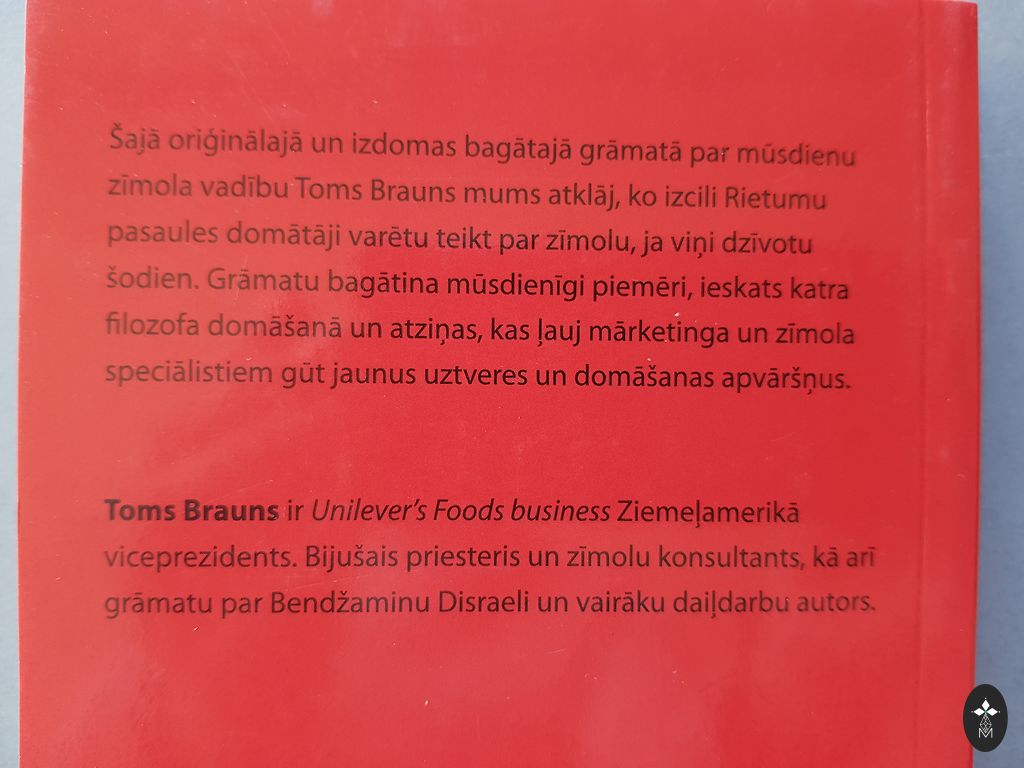 Šajā oriģinālajā un izdomas bagātajā grāmatā par mūsdienu
zīmola vadību Toms Brauns mums atklāj, ko izcili Rietumu
pasaules domātāji varētu teikt par zīmolu, ja viņi dzīvotu
šodien. Grāmatu bagātina mūsdienīgi piemēri, ieskats katra
filozofa domāšanā un atziņas, kas ļauj mārketinga un zīmola
speciālistiem gūt jaunus uztveres un domāšanas apvāršņus.
Toms Brauns ir Unilever’s Foods business Ziemeļamerikā
viceprezidents. Bijušais priesteris un zīmolu konsultants, kā arī
grāmatu par Bendžaminu Disraeli un vairāku daiļdarbu autors.
M